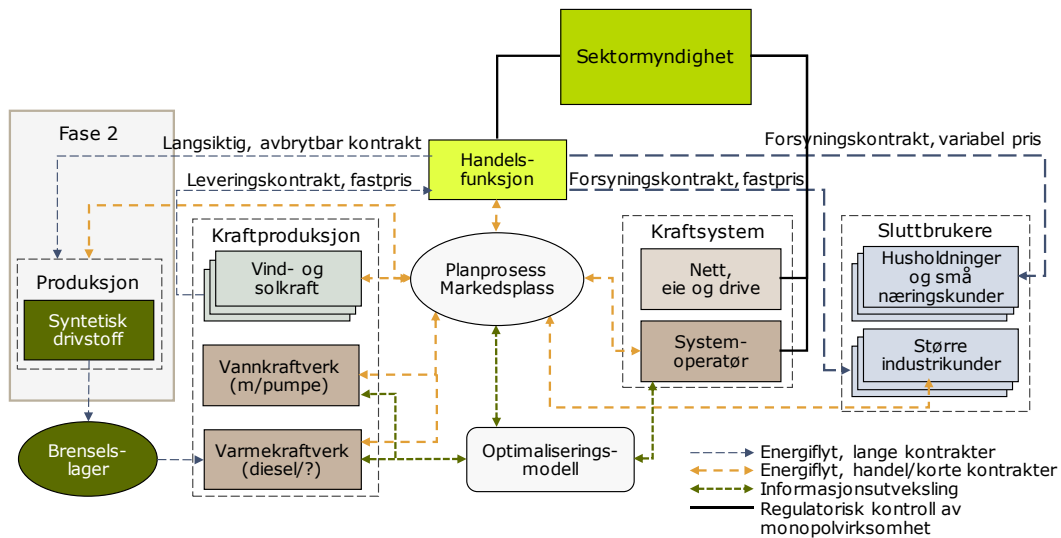 Sektormyndighet
Fase 2
Langsiktig, avbrytbar kontrakt
Handels-
funksjon
Forsyningskontrakt, variabel pris
Leveringskontrakt, fastpris
Forsyningskontrakt, fastpris
Kraftproduksjon
Kraftsystem
Sluttbrukere
Vind- og
solkraft
Planprosess
Markedsplass
Nett,
eie og drive
Husholdninger
og små
næringskunder
Produksjon
Syntetisk
drivstoff
System-
operatør
Større
industrikunder
Vannkraftverk
(m/pumpe)
Brensels-
lager
Varmekraftverk
(diesel/?)
Optimaliserings-
modell
Energiflyt, lange kontrakter
Energiflyt, handel/korte kontrakter
Informasjonsutveksling
Regulatorisk kontroll av
monopolvirksomhet